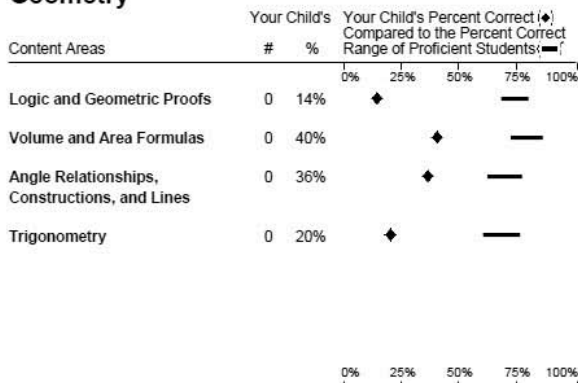 Geometry
Your Child's Your Child's Percent Correct (♦)
Compared to the Percent Correct
Content Areas # % Range of Proficient Students(━)
0% 25% 50% 75% 100%
Logic and Geometric Proofs 0 14%
Volume and Area Formulas 0 40%
Angle Relationships, 0 36%
Constructions, and Lines
Trigonometry 0 20%
0% 25% 50% 75% 100%